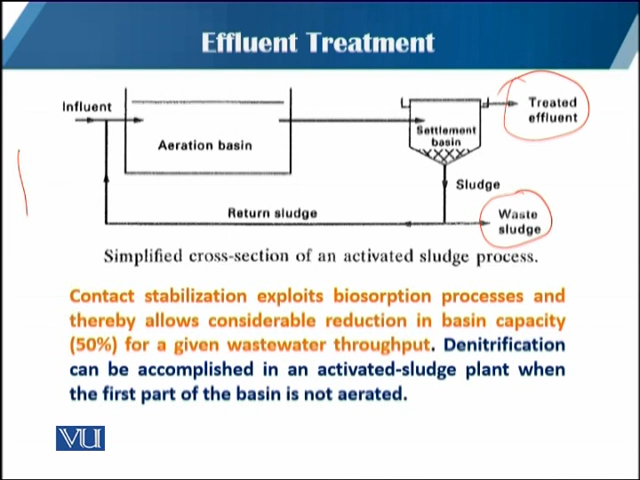 Effluent Treatment
Influent
Aeration basin
Settlement
basin
Treated
effluent
Sludge
Return sludge
Waste
sludge
Simplified cross-section of an activated sludge process.
Contact stabilization exploits biosorption processes and
thereby allows considerable reduction in basin capacity
(50%) for a given wastewater throughput. Denitrification
can be accomplished in an activated-sludge plant when
the first part of the basin is not aerated.
VU